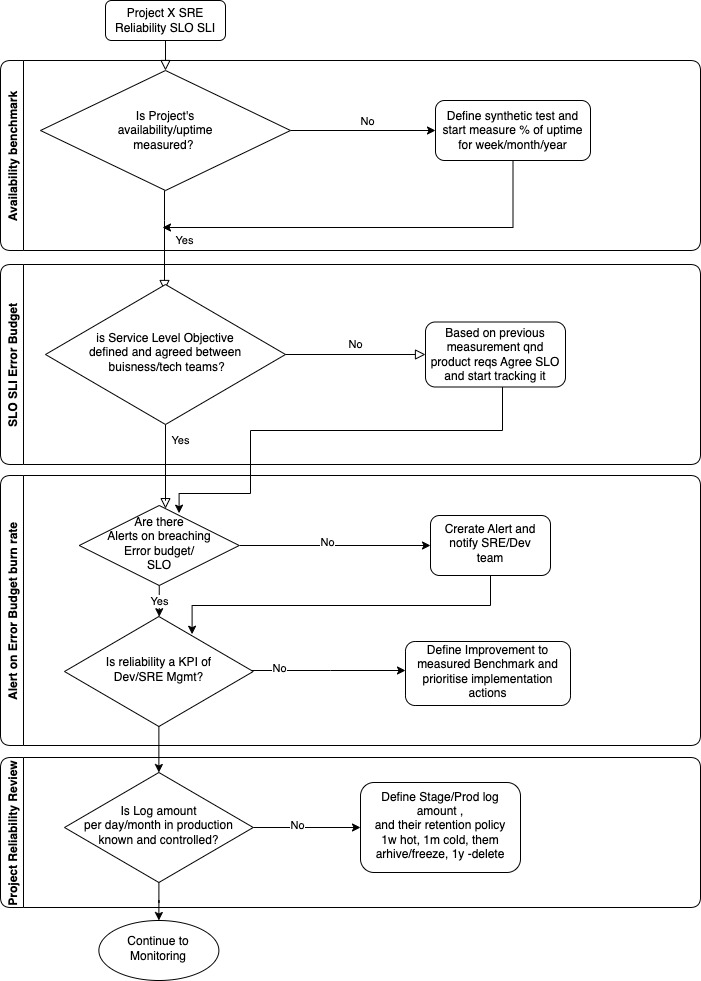 Project X SRE
Reliability SLO SLI
Availability benchmark
Is Project's
availability/uptime
measured?
No
Define synthetic test and
start measure % of uptime
for week/month/year
Yes
SLO SLI Error Budget
is Service Level Objective
defined and agreed between
buisness/tech teams?
No
Based on previous
measurement qnd
product reqs Agree SLO
and start tracking it
Yes
Alert on Error Budget burn rate
Are there
Alerts on breaching
Error budget/
SLO
No
Crerate Alert and
notify SRE/Dev
team
Yes
Is reliability a KPI of
Dev/SRE Mgmt?
No
Define Improvement to
measured Benchmark and
prioritise implementation
actions
Project Reliability Review
Is Log amount
per day/month in production
known and controlled?
No
Define Stage/Prod log
amount ,
and their retention policy
1w hot, 1m cold, them
arhive/freeze, 1y -delete
Continue to
Monitoring